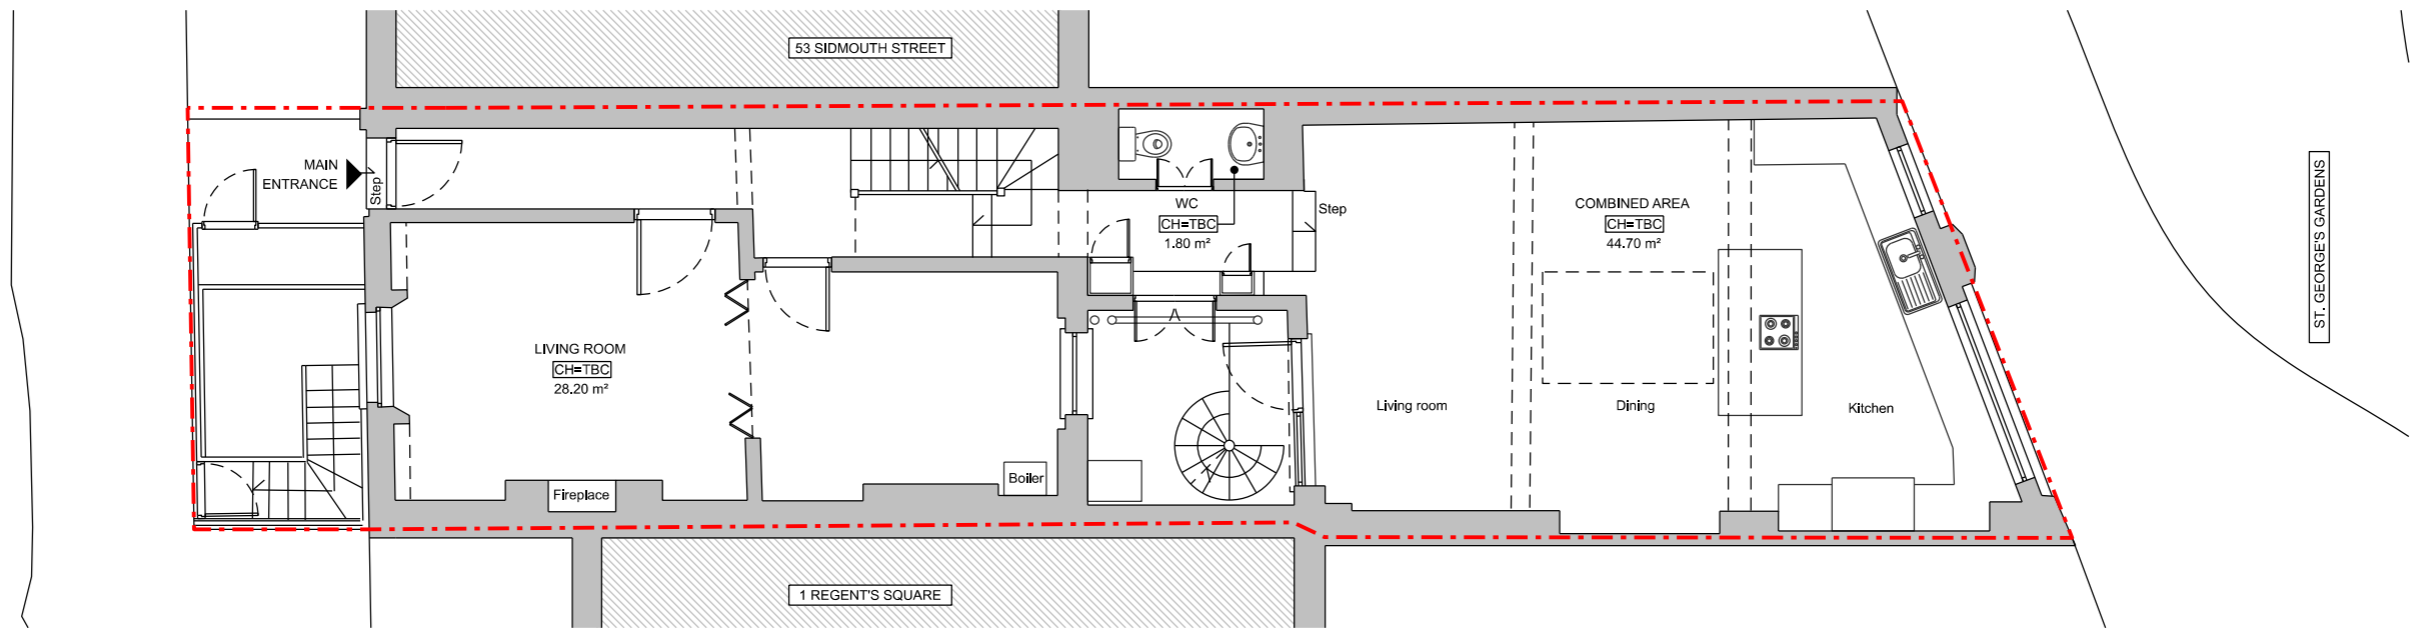 53 SIDMOUTH STREET
MAIN
ENTRANCE
Step
WC
CH=TBC
1.80 m²
Step
COMBINED AREA
CH=TBC
44.70 m²
ST. GEORGE'S GARDENS
LIVING ROOM
CH=TBC
28.20 m²
Living room
Dining
Kitchen
Fireplace
Boiler
1 REGENT'S SQUARE